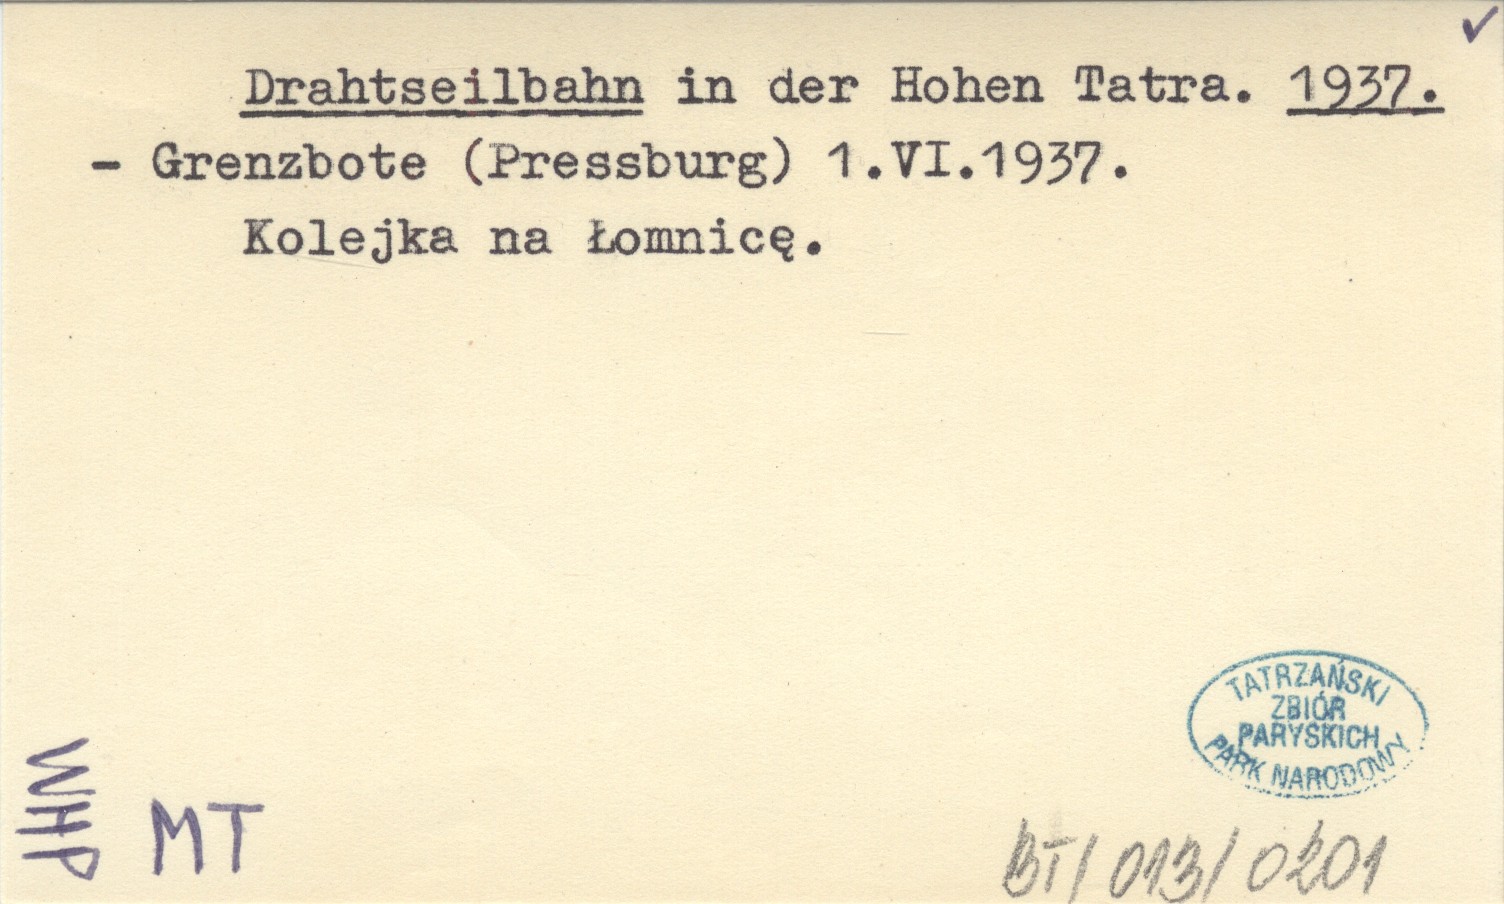 Drahtseilbahn in der Hohen Tatra. 1937.
- Grenzbote (Pressburg) 1.VI.1937.
Kolejka na Łomnicę.
TATRZAŃSKI
ZBIÓR
PARYSKICH
PARK NARODOWY
WHP
MT
BT/013/0201